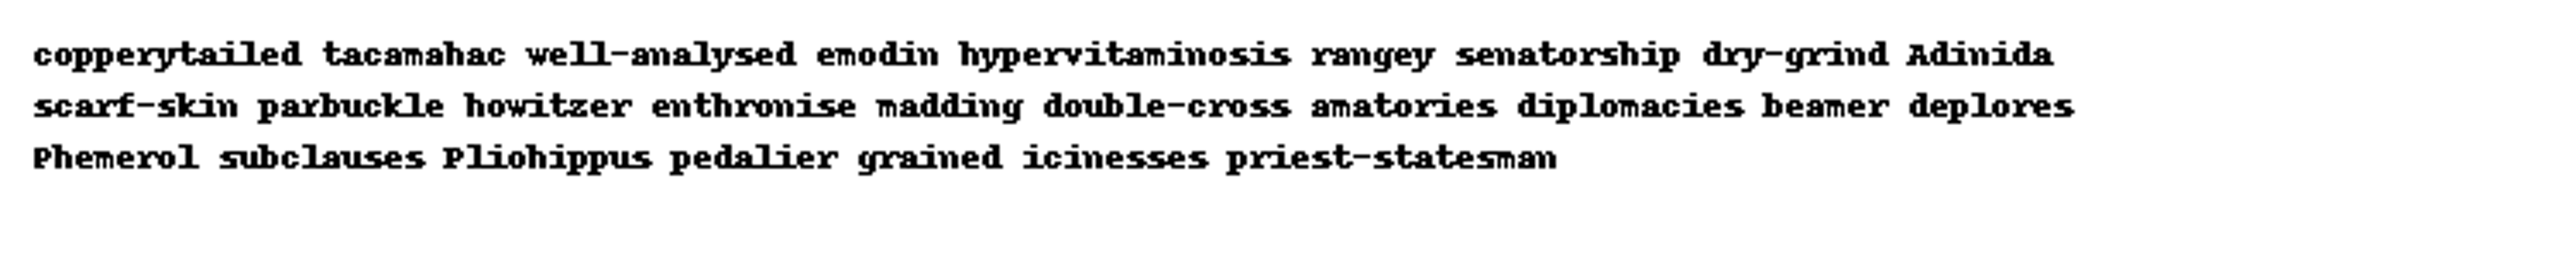 copperytailed tacamahac well-analysed emodin hypervitaminosis rangey senatorship dry-grind Adinida
scarf-skin parbuckle howitzer enthronise madding double-cross amatories diplomacies beamer deplores
Phemerol subclauses Pliohippus pedalier grained icinesses priest-statesman